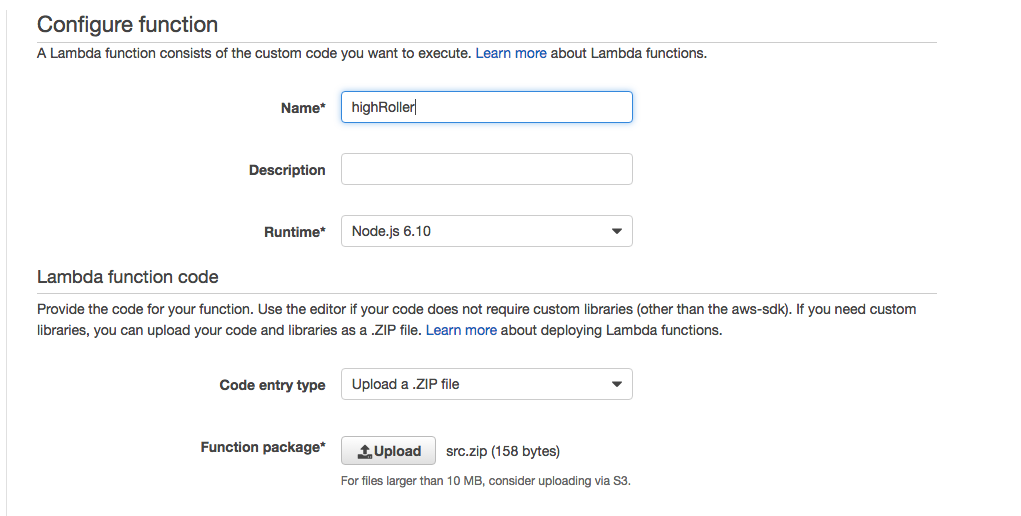 Configure function
A Lambda function consists of the custom code you want to execute. Learn more about Lambda functions.
Name* highRoller
Description
Runtime* Node.js 6.10
Lambda function code
Provide the code for your function. Use the editor if your code does not require custom libraries (other than the aws-sdk). If you need custom
libraries, you can upload your code and libraries as a .ZIP file. Learn more about deploying Lambda functions.
Code entry type Upload a .ZIP file
Function package* Upload src.zip (158 bytes)
For files larger than 10 MB, consider uploading via S3.